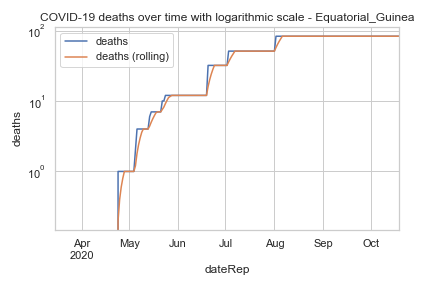 COVID-19 deaths over time with logarithmic scale - Equatorial_Guinea
deaths
deaths (rolling)
10²
10¹
10⁰
deaths
Apr May Jun Jul Aug Sep Oct
2020
dateRep